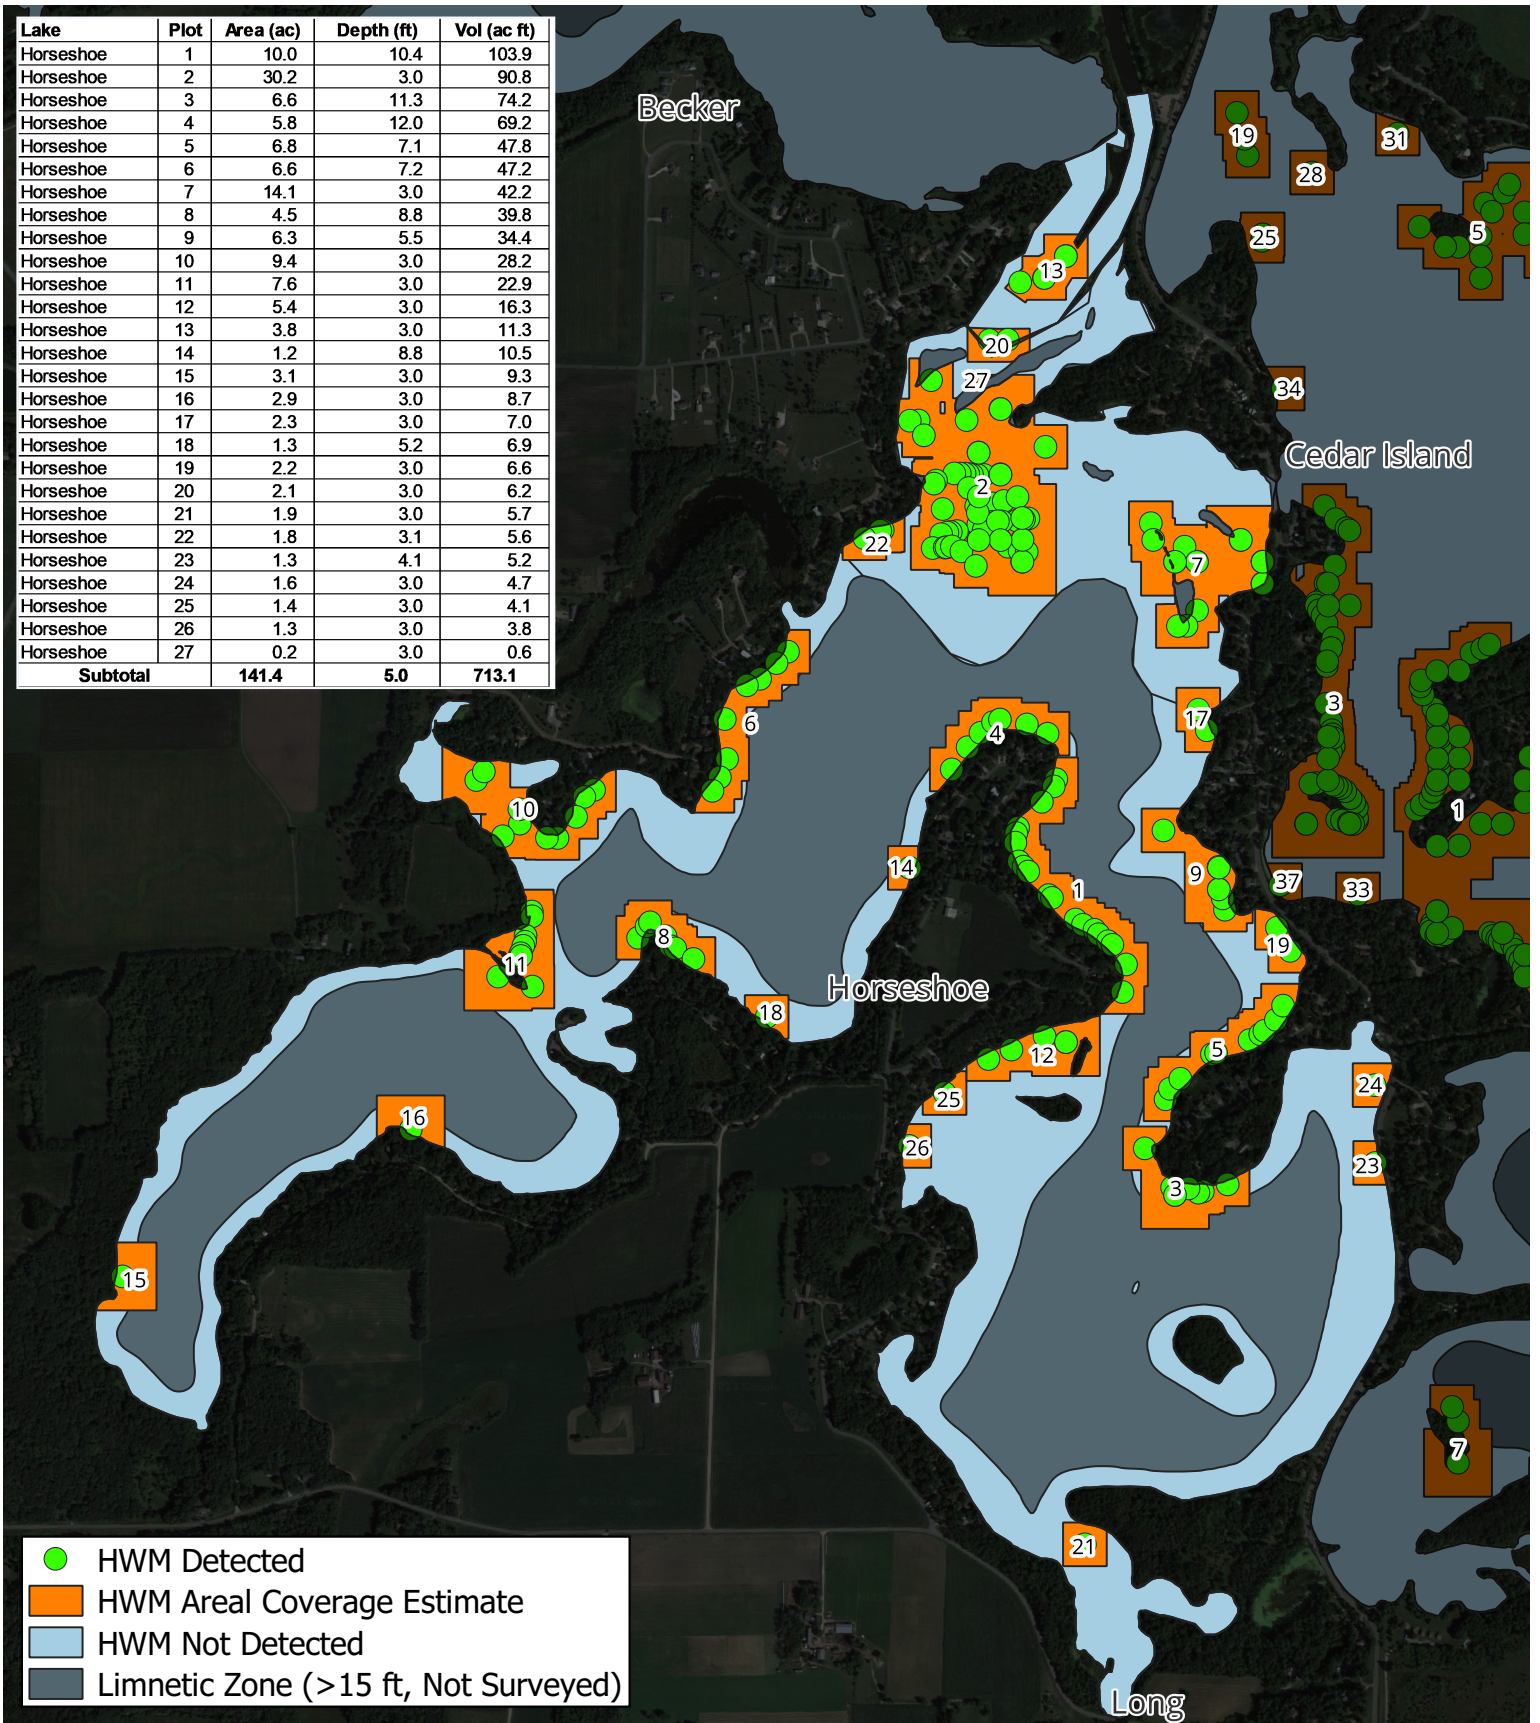 Lake Plot Area (ac) Depth (ft) Vol (ac ft)
Horseshoe 1 10.0 10.4 103.9
Horseshoe 2 30.2 3.0 90.8
Horseshoe 3 6.6 11.3 74.2
Horseshoe 4 5.8 12.0 69.2
Horseshoe 5 6.8 7.1 47.8
Horseshoe 6 6.6 7.2 47.2
Horseshoe 7 14.1 3.0 42.2
Horseshoe 8 4.5 8.8 39.8
Horseshoe 9 6.3 5.5 34.4
Horseshoe 10 9.4 3.0 28.2
Horseshoe 11 7.6 3.0 22.9
Horseshoe 12 5.4 3.0 16.3
Horseshoe 13 3.8 3.0 11.3
Horseshoe 14 1.2 8.8 10.5
Horseshoe 15 3.1 3.0 9.3
Horseshoe 16 2.9 3.0 8.7
Horseshoe 17 2.3 3.0 7.0
Horseshoe 18 1.3 5.2 6.9
Horseshoe 19 2.2 3.0 6.6
Horseshoe 20 2.1 3.0 6.2
Horseshoe 21 1.9 3.0 5.7
Horseshoe 22 1.8 3.1 5.6
Horseshoe 23 1.3 4.1 5.2
Horseshoe 24 1.6 3.0 4.7
Horseshoe 25 1.4 3.0 4.1
Horseshoe 26 1.3 3.0 3.8
Horseshoe 27 0.2 3.0 0.6
Subtotal 141.4 5.0 713.1
Becker
19
31
28
5
25
13
20
27
34
Cedar Island
2
22
7
3
6
17
4
10
1
14
9
37
33
1
8
19
11
Horseshoe
18
5
12
24
25
16
26
23
3
15
7
21
Long
HWM Detected
HWM Areal Coverage Estimate
HWM Not Detected
Limnetic Zone (>15 ft, Not Surveyed)